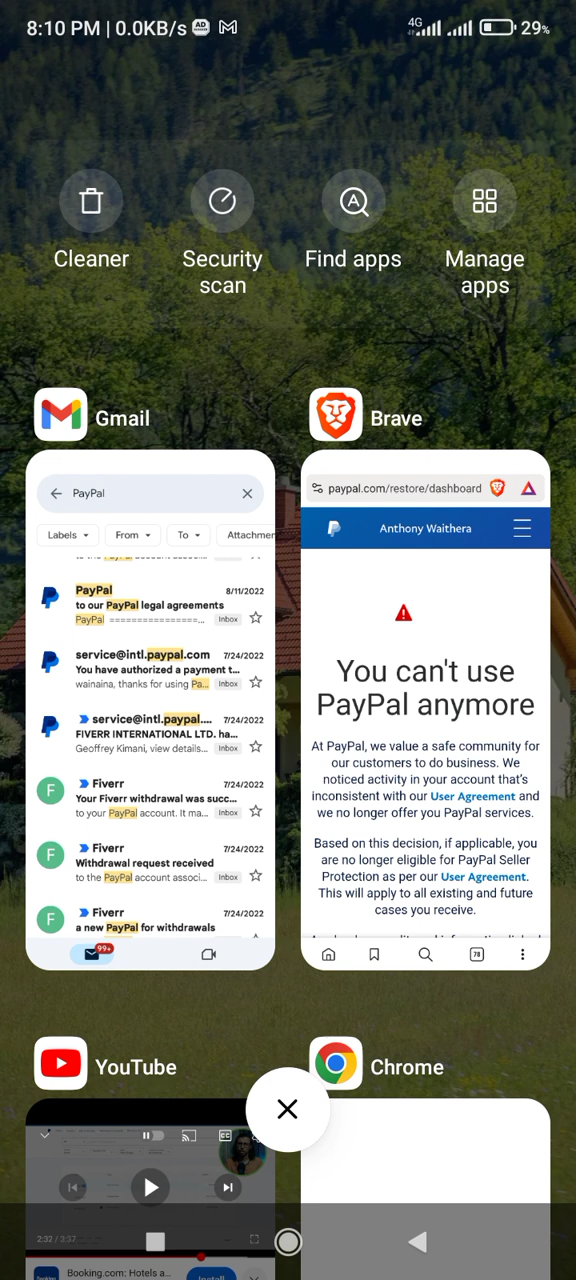 8:10 PM | 0.0KB/s AD 4G 29%
Cleaner
Security
scan
Find apps
Manage
apps
Gmail
PayPal
Labels From To Attachmen
PayPal 8/11/2022
to our PayPal legal agreements
PayPal ================... Inbox
service@intl.paypal.com 7/24/2022
You have authorized a payment t...
wainaina, thanks for using Pa... Inbox
service@intl.paypal.... 7/24/2022
FIVERR INTERNATIONAL LTD. ha...
Geoffrey Kimani, view details... Inbox
F Fiverr 7/24/2022
Your Fiverr withdrawal was succ...
to your PayPal account. It ma... Inbox
F Fiverr 7/24/2022
Withdrawal request received
to the PayPal account associ... Inbox
F Fiverr 7/24/2022
a new PayPal for withdrawals
99+
Brave
paypal.com/restore/dashboard
Anthony Waithera
You can't use
PayPal anymore
At PayPal, we value a safe community for
our customers to do business. We
noticed activity in your account that's
inconsistent with our User Agreement and
we no longer offer you PayPal services.
Based on this decision, if applicable, you
are no longer eligible for PayPal Seller
Protection as per our User Agreement.
This will apply to all existing and future
cases you receive.
78
YouTube
CC
2:32 / 3:37
Booking.com: Hotels a...
Install
Chrome